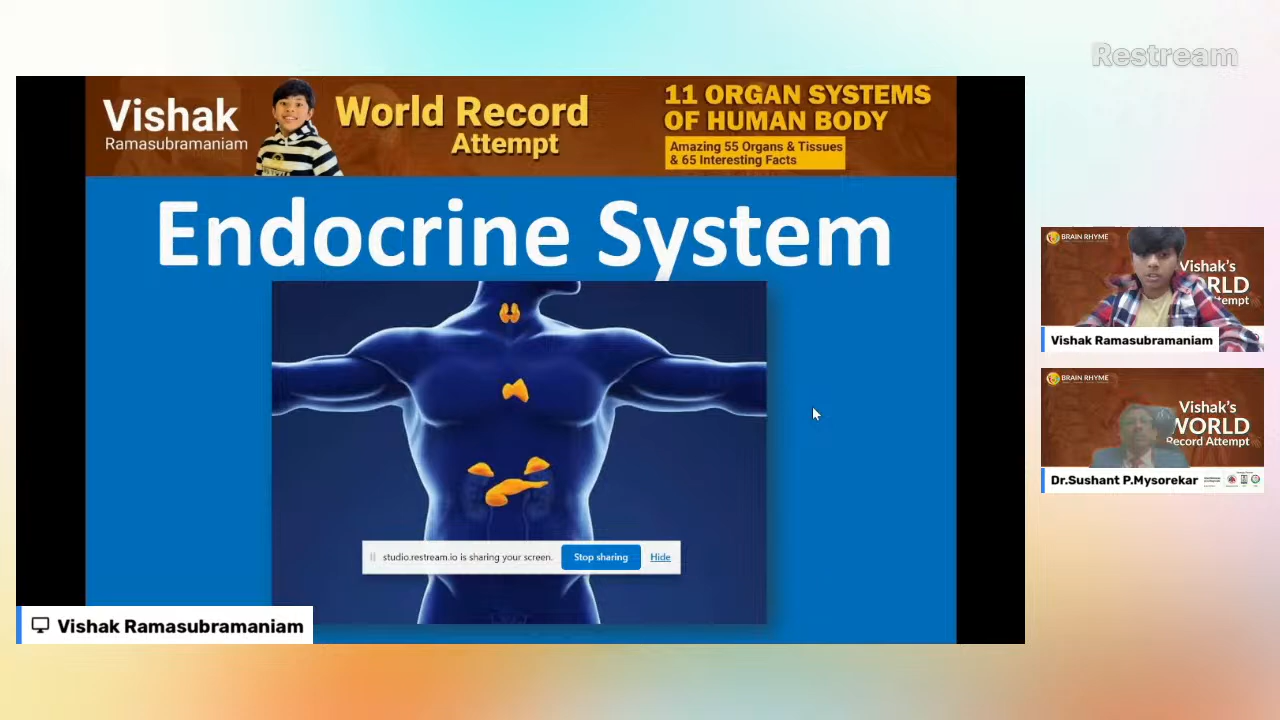 Restream
Vishak
Ramasubramaniam
World Record
Attempt
11 ORGAN SYSTEMS
OF HUMAN BODY
Amazing 55 Organs & Tissues
& 65 Interesting Facts
Endocrine System
studio.restream.io is sharing your screen.
Stop sharing
Hide
Vishak Ramasubramaniam
BRAIN RHYME
Vishak's
Vishak Ramasubramaniam
BRAIN RHYME
Vishak's
WORLD
Record Attempt
Dr.Sushant P.Mysorekar